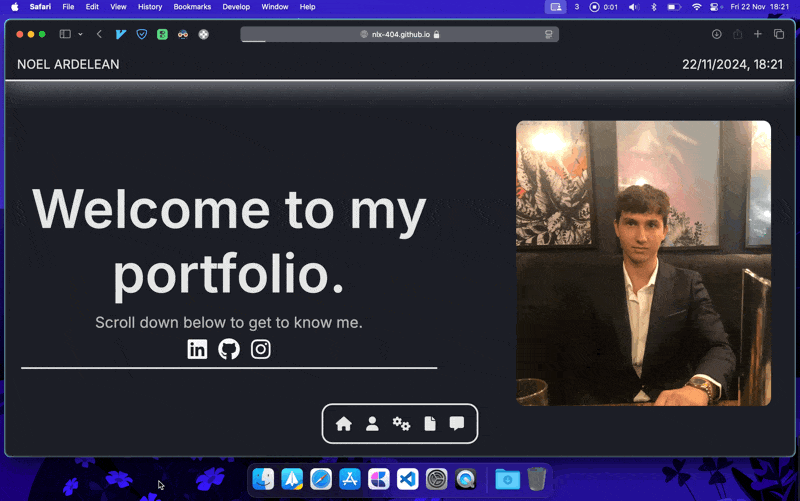 Safari File Edit View History Bookmarks Develop Window Help 3 0:01 Fri 22 Nov 18:21
nlx-404.github.io
NOEL ARDELEAN 22/11/2024, 18:21
Welcome to my
portfolio.
Scroll down below to get to know me.